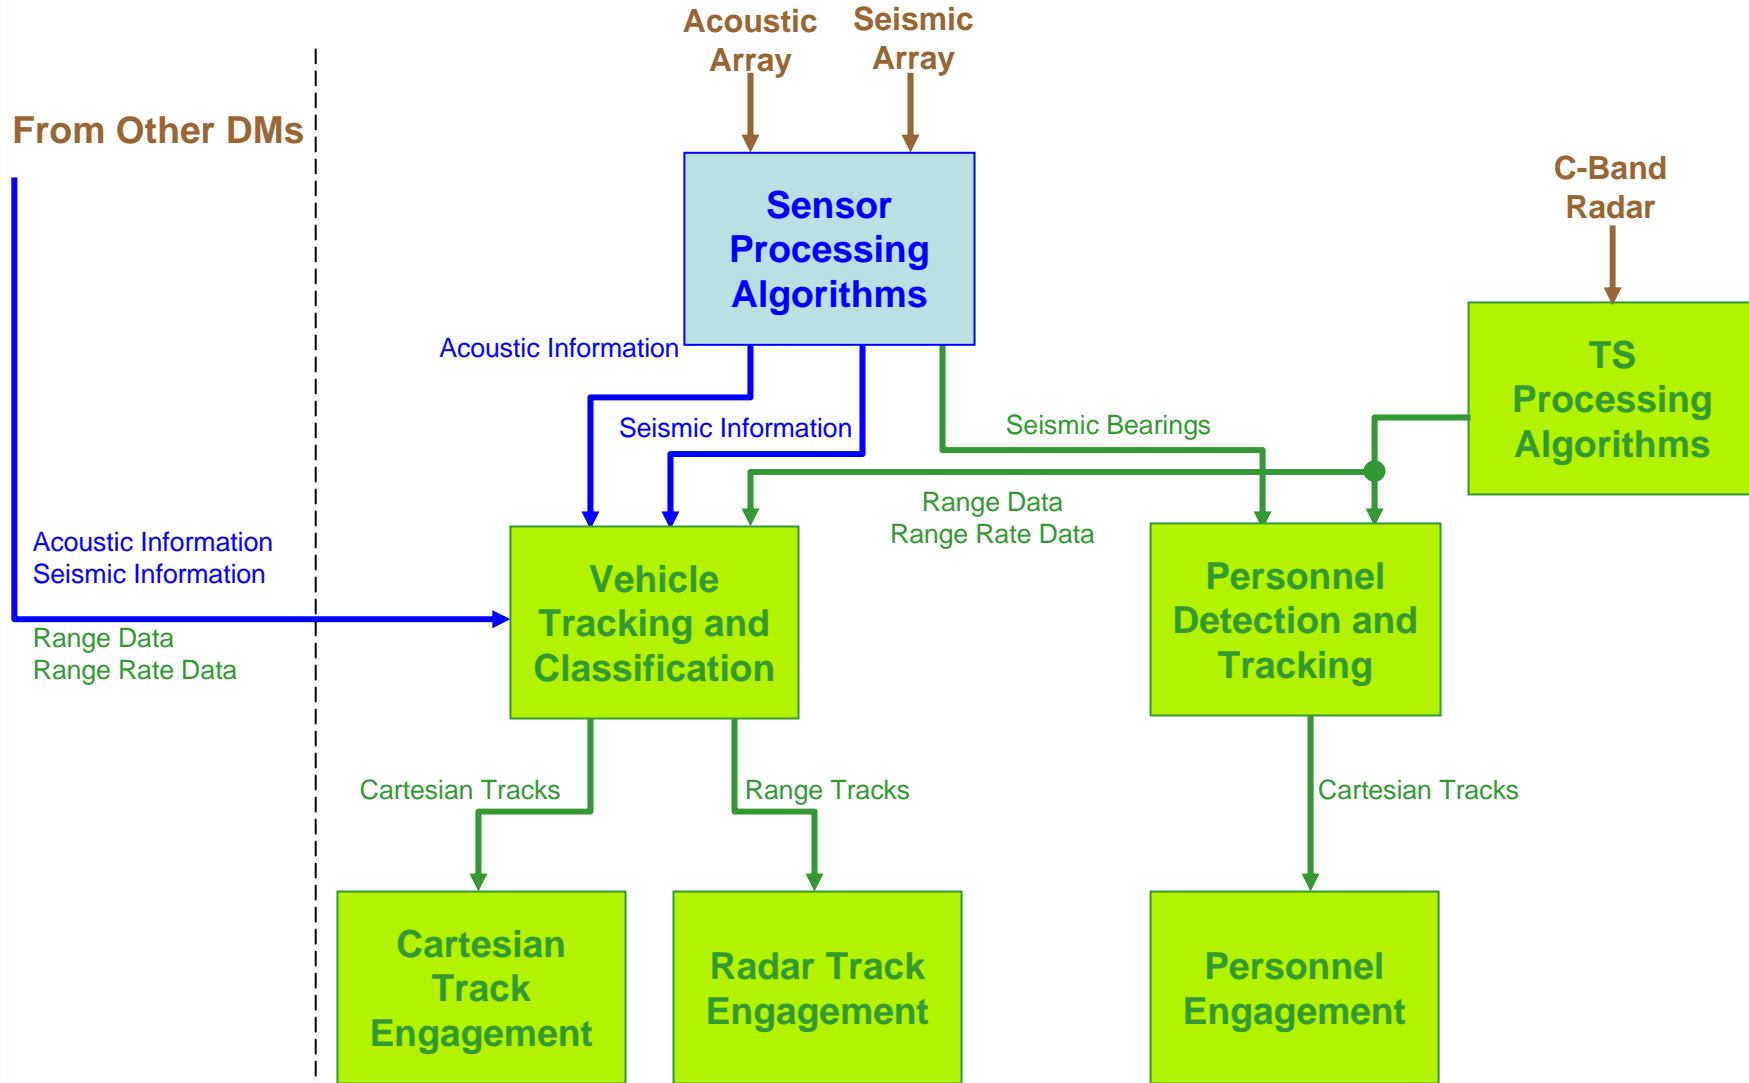 Acoustic
Array
Seismic
Array
From Other DMs
C-Band
Radar
Sensor
Processing
Algorithms
TS
Processing
Algorithms
Acoustic Information
Seismic Information
Seismic Bearings
Range Data
Range Rate Data
Acoustic Information
Seismic Information
Range Data
Range Rate Data
Vehicle
Tracking and
Classification
Personnel
Detection and
Tracking
Cartesian Tracks
Range Tracks
Cartesian Tracks
Cartesian
Track
Engagement
Radar Track
Engagement
Personnel
Engagement